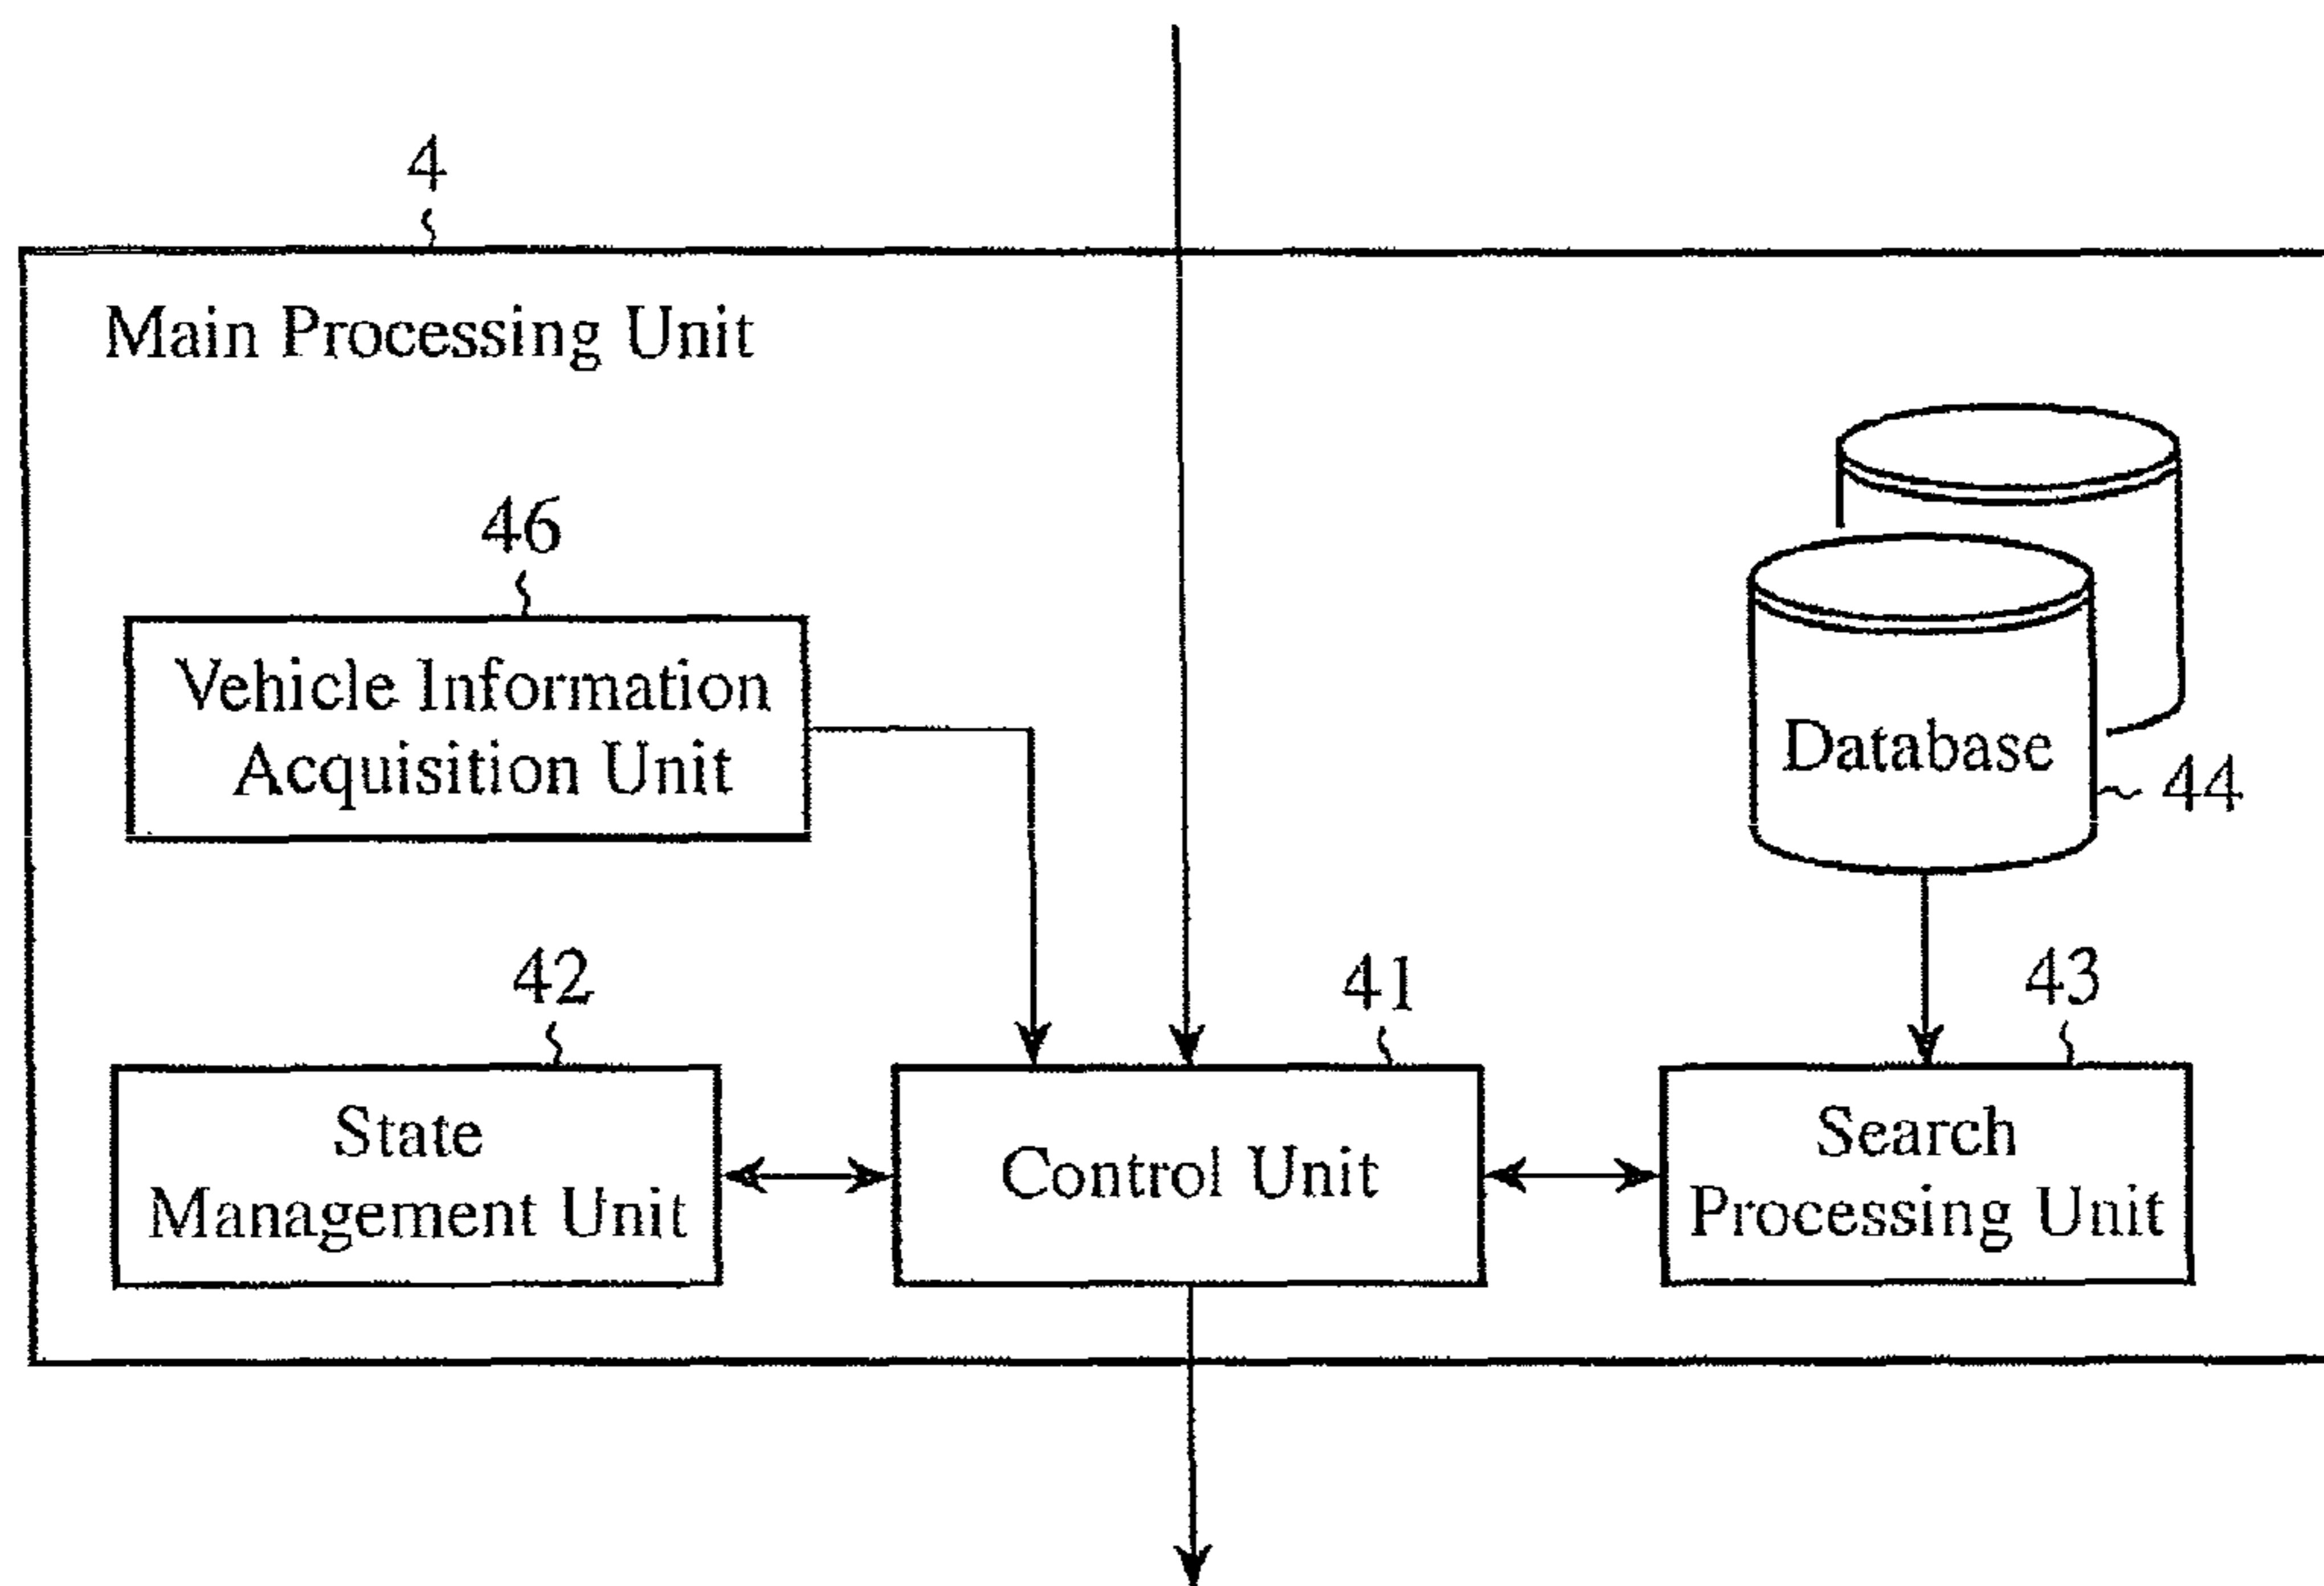 4
Main Processing Unit
46
Vehicle Information
Acquisition Unit
Database
44
42
State
Management Unit
41
Control Unit
43
Search
Processing Unit